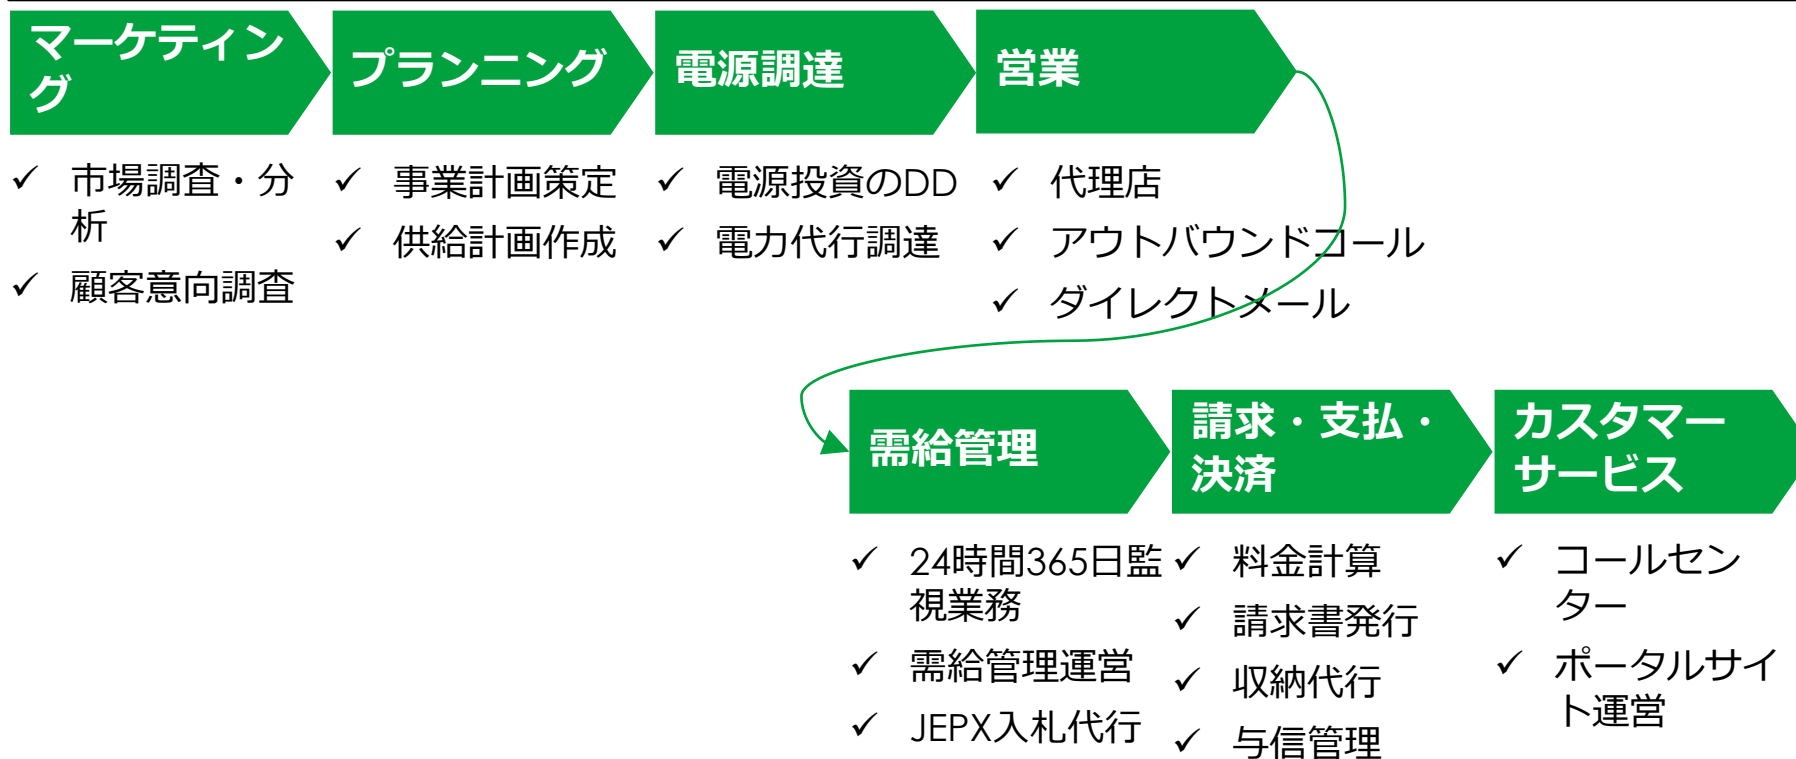 マーケティン
グ
プランニング
電源調達
営業
✓ 市場調査・分
析
✓ 顧客意向調査
✓ 事業計画策定
✓ 供給計画作成
✓ 電源投資のDD
✓ 電力代行調達
✓ 代理店
✓ アウトバウンドコール
✓ ダイレクトメール
需給管理
請求・支払・
決済
カスタマー
サービス
✓ 24時間365日監
視業務
✓ 需給管理運営
✓ JEPX入札代行
✓ 料金計算
✓ 請求書発行
✓ 収納代行
✓ 与信管理
✓ コールセン
ター
✓ ポータルサイ
ト運営